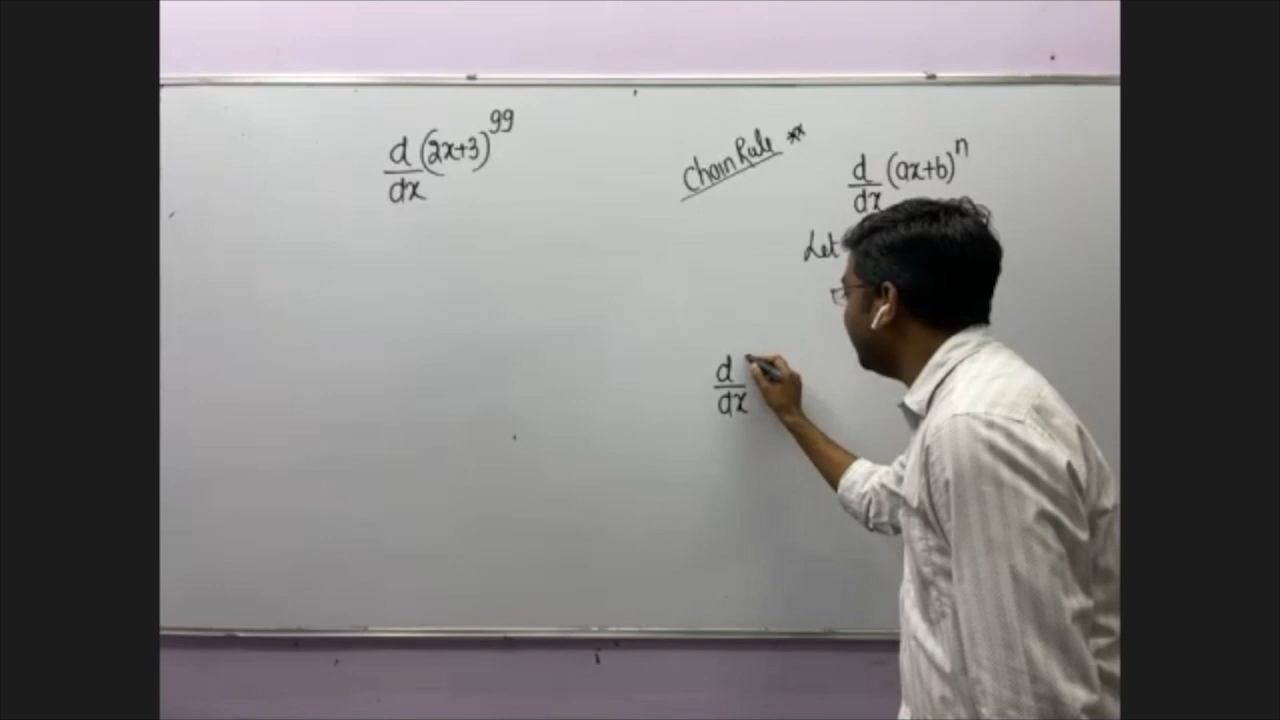 d/dx (2x+3)^99
Chain Rule **
d/dx (ax+b)^n
Let
d/dx